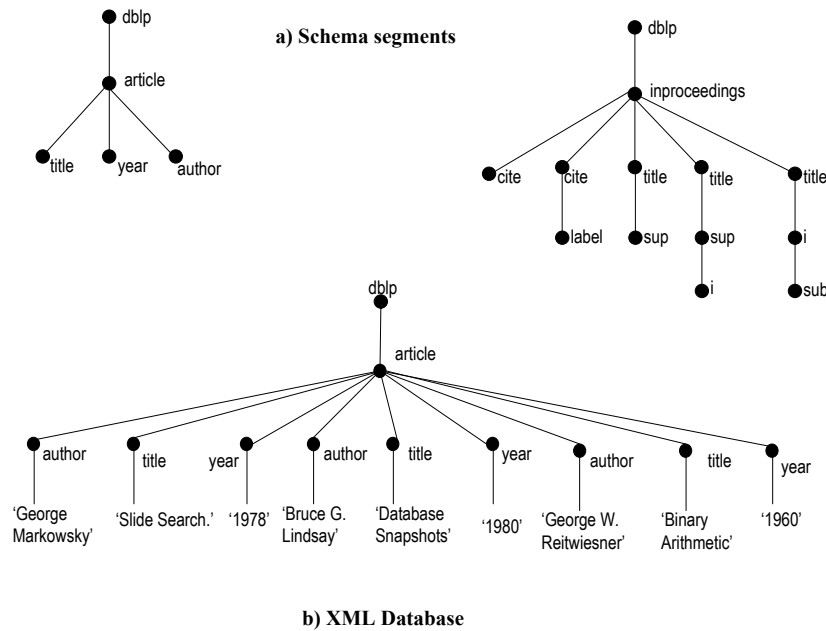 a) Schema segments
dblp
article
title
year
author
dblp
inproceedings
cite
cite
title
title
title
label
sup
sup
i
i
sub
dblp
article
author
title
year
author
title
year
author
title
year
‘George
Markowsky’
‘Slide Search.’
‘1978’
‘Bruce G.
Lindsay’
‘Database
Snapshots’
‘1980’
‘George W.
Reitwiesner’
‘Binary
Arithmetic’
‘1960’
b) XML Database